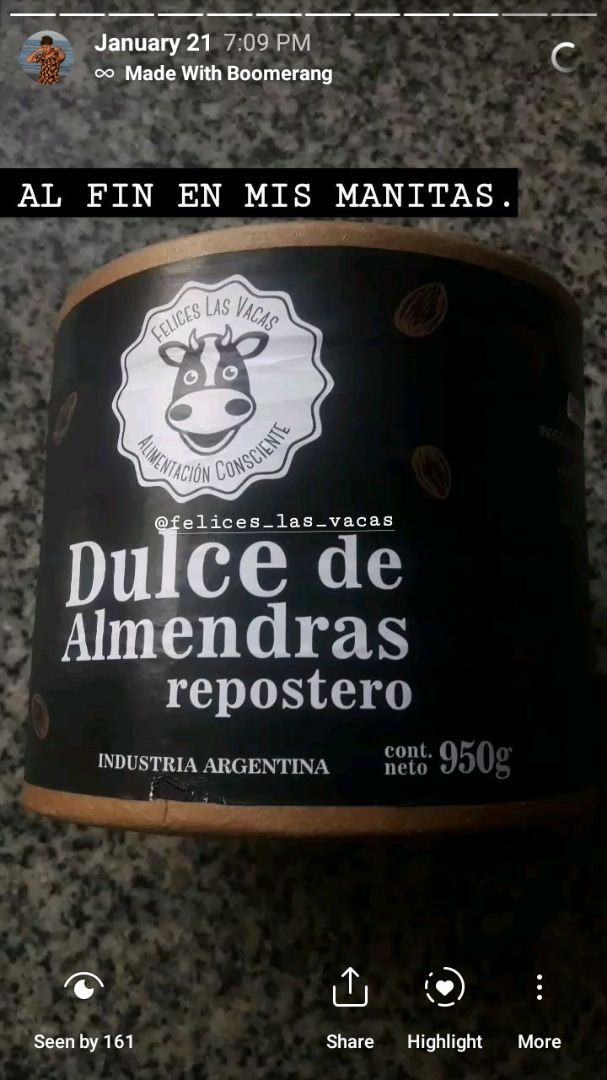 January 21 7:09 PM
∞ Made With Boomerang
AL FIN EN MIS MANITAS.
FELICES LAS VACAS
ALIMENTACIÓN CONSCIENTE
@felices_las_vacas
Dulce de
Almendras
repostero
INDUSTRIA ARGENTINA
cont.
neto 950g
Seen by 161
Share
Highlight
More